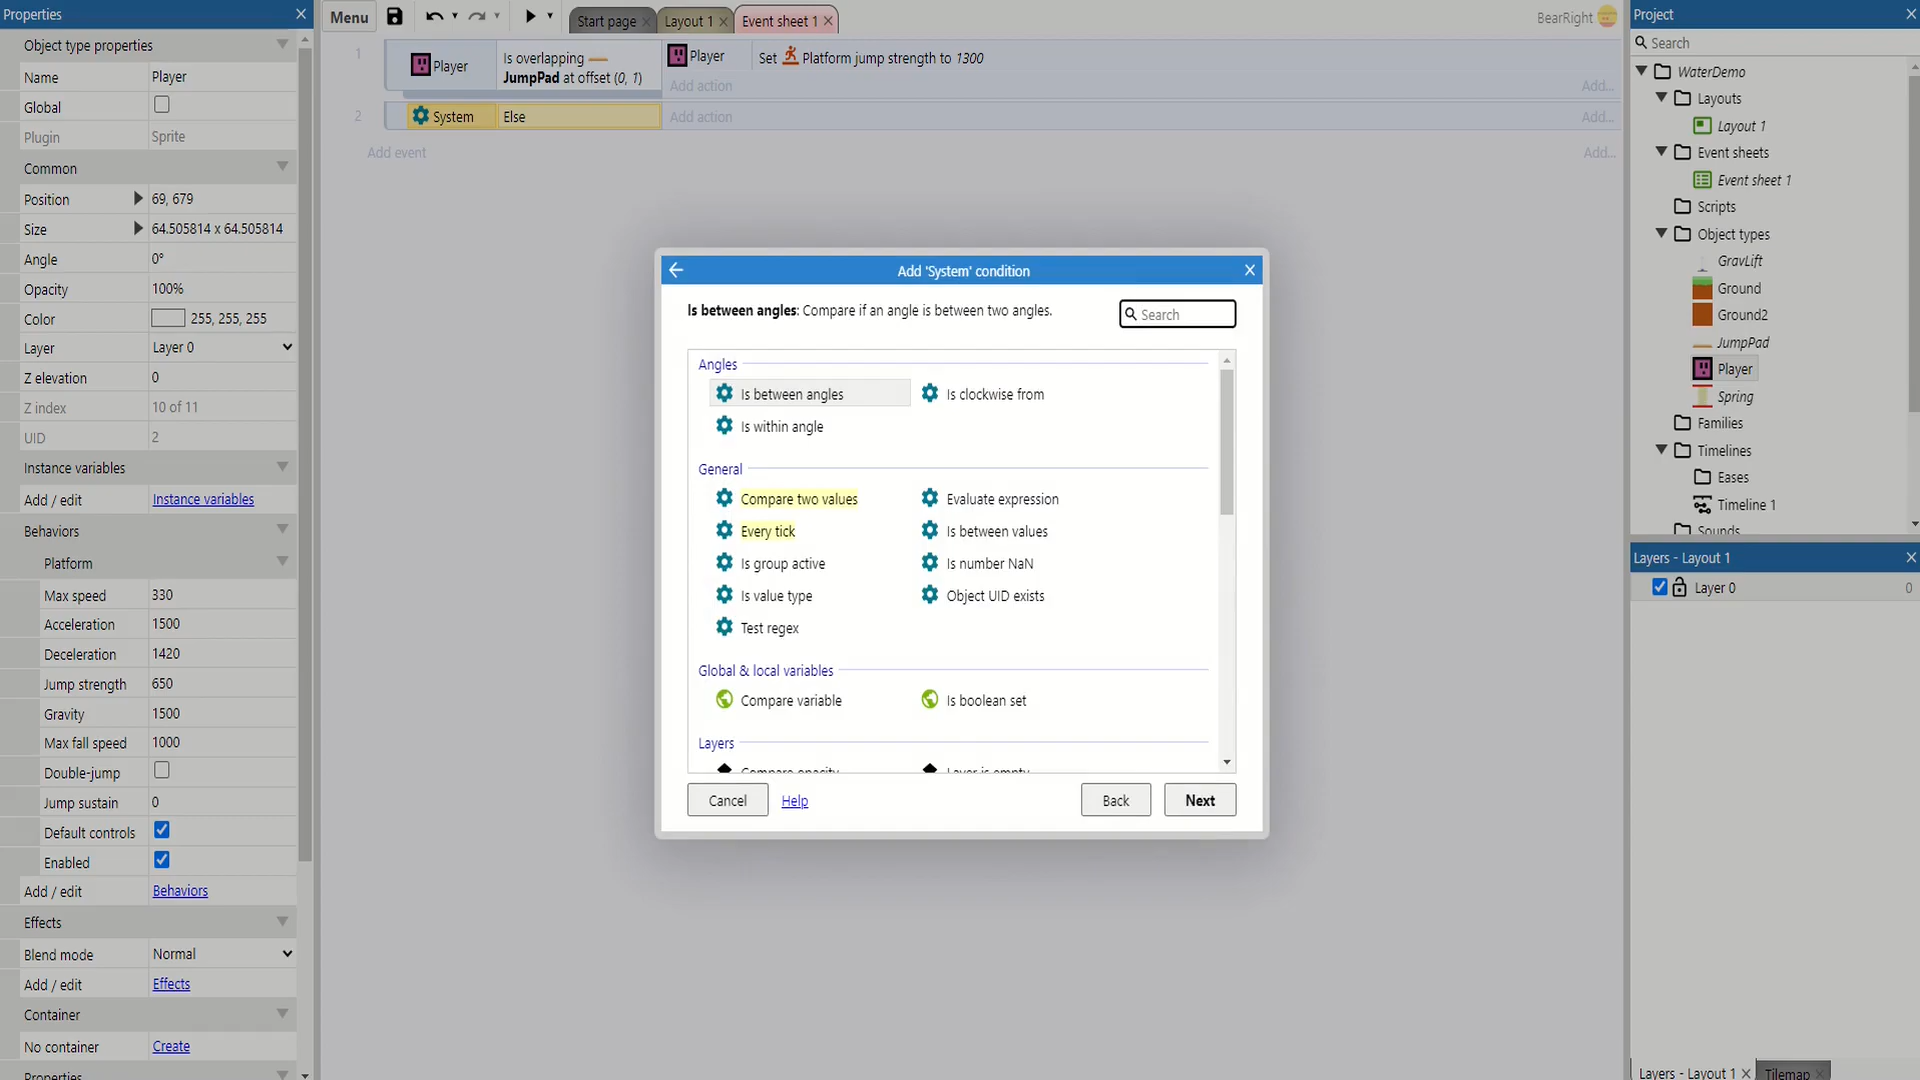 Properties
Object type properties
Name Player
Global
Plugin Sprite
Common
Position 69, 679
Size 64.505814 x 64.505814
Angle 0°
Opacity 100%
Color 255, 255, 255
Layer Layer 0
Z elevation 0
Z index 10 of 11
UID 2
Instance variables
Add / edit Instance variables
Behaviors
Platform
Max speed 330
Acceleration 1500
Deceleration 1420
Jump strength 650
Gravity 1500
Max fall speed 1000
Double-jump
Jump sustain 0
Default controls
Enabled
Add / edit Behaviors
Effects
Blend mode Normal
Add / edit Effects
Container
No container Create
Properties
Menu
Start page
Layout 1
Event sheet 1
BearRight
1
Player
Is overlapping
JumpPad at offset (0, 1)
Player
Set Platform jump strength to 1300
Add action
Add...
2
System
Else
Add action
Add...
Add event
Add...
Add 'System' condition
Is between angles: Compare if an angle is between two angles.
Search
Angles
Is between angles
Is clockwise from
Is within angle
General
Compare two values
Evaluate expression
Every tick
Is between values
Is group active
Is number NaN
Is value type
Object UID exists
Test regex
Global & local variables
Compare variable
Is boolean set
Layers
Compare opacity
Layer is empty
Cancel
Help
Back
Next
Project
Search
WaterDemo
Layouts
Layout 1
Event sheets
Event sheet 1
Scripts
Object types
GravLift
Ground
Ground2
JumpPad
Player
Spring
Families
Timelines
Eases
Timeline 1
Sounds
Layers - Layout 1
Layer 0
0
Layers - Layout 1
Tilemap